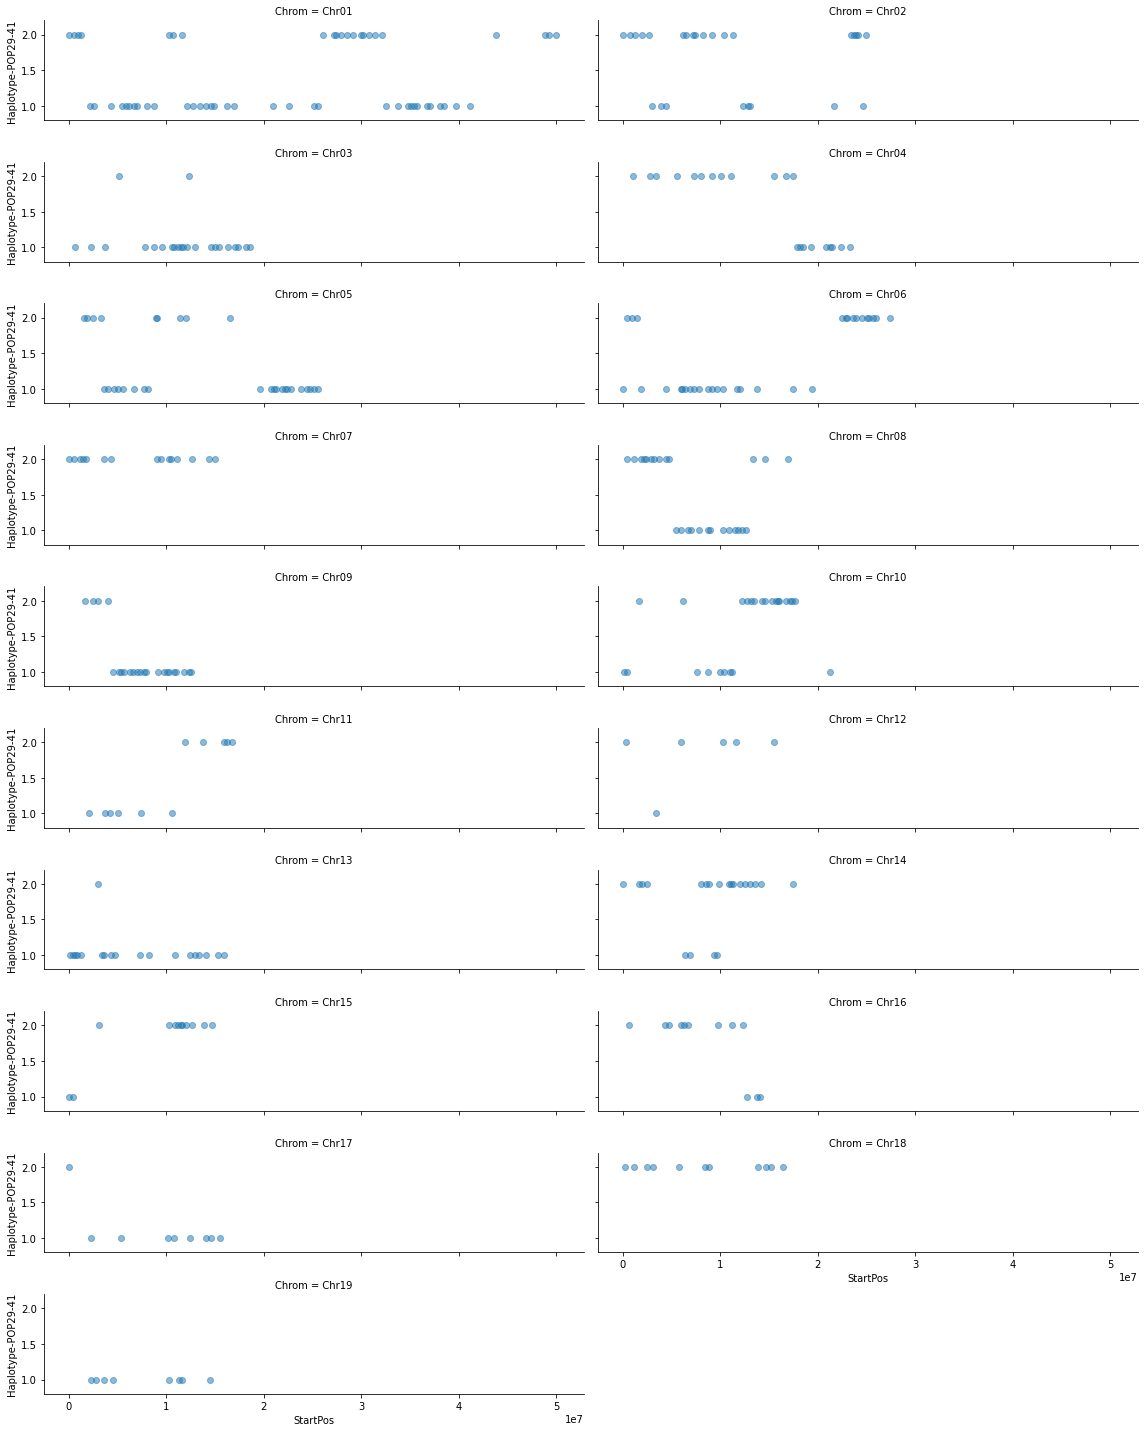 Chrom = Chr01
Chrom = Chr02
Haplotype-POP29-41
2.0
1.5
1.0
Chrom = Chr03
Chrom = Chr04
Haplotype-POP29-41
2.0
1.5
1.0
Chrom = Chr05
Chrom = Chr06
Haplotype-POP29-41
2.0
1.5
1.0
Chrom = Chr07
Chrom = Chr08
Haplotype-POP29-41
2.0
1.5
1.0
Chrom = Chr09
Chrom = Chr10
Haplotype-POP29-41
2.0
1.5
1.0
Chrom = Chr11
Chrom = Chr12
Haplotype-POP29-41
2.0
1.5
1.0
Chrom = Chr13
Chrom = Chr14
Haplotype-POP29-41
2.0
1.5
1.0
Chrom = Chr15
Chrom = Chr16
Haplotype-POP29-41
2.0
1.5
1.0
Chrom = Chr17
Chrom = Chr18
Haplotype-POP29-41
2.0
1.5
1.0
0 1 2 3 4 5
StartPos
1e7
Chrom = Chr19
Haplotype-POP29-41
2.0
1.5
1.0
0 1 2 3 4 5
StartPos
1e7